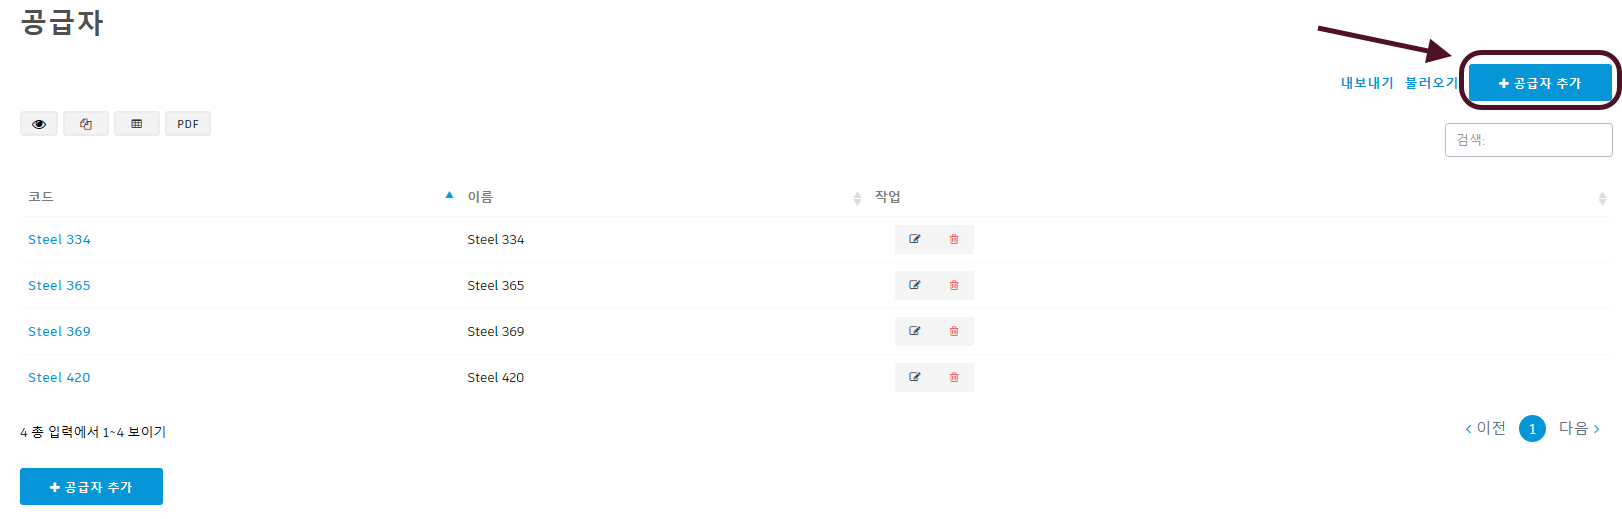 공급자
내보내기 불러오기 + 공급자 추가
PDF
검색:
코드 이름 작업
Steel 334 Steel 334
Steel 365 Steel 365
Steel 369 Steel 369
Steel 420 Steel 420
4 총 입력에서 1~4 보이기
< 이전 1 다음 >
+ 공급자 추가